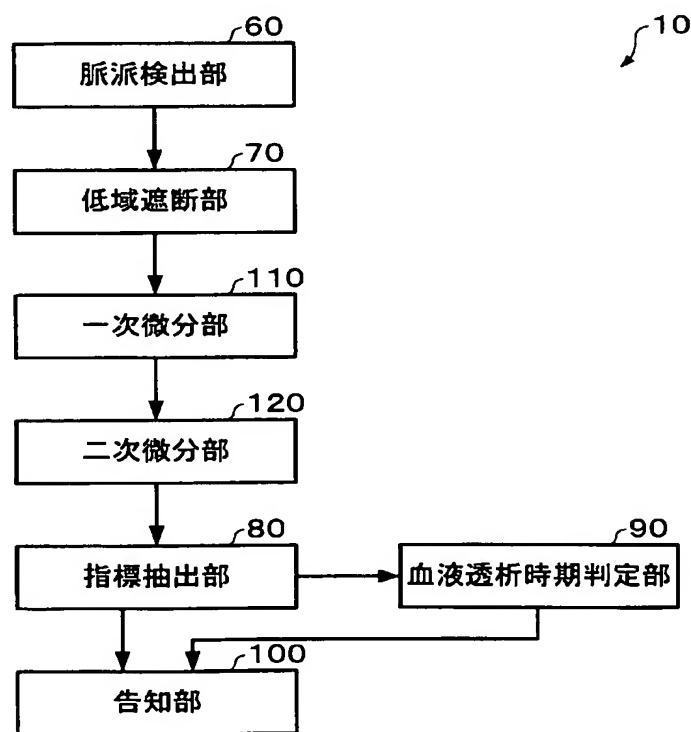 60
10
脈派検出部
70
低域遮断部
110
一次微分部
120
二次微分部
80
90
指標抽出部
血液透析時期判定部
100
告知部